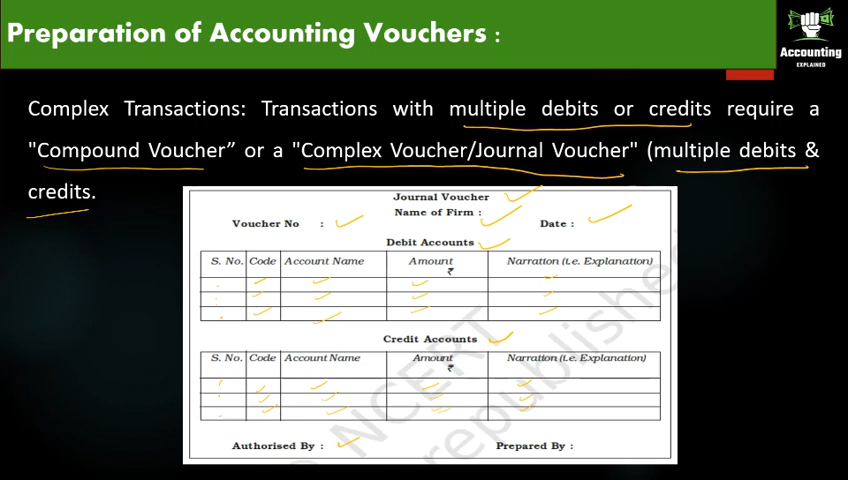 Preparation of Accounting Vouchers :
Accounting
EXPLAINED
Complex Transactions: Transactions with multiple debits or credits require a
"Compound Voucher” or a "Complex Voucher/Journal Voucher" (multiple debits &
credits.
Journal Voucher
Name of Firm :
Voucher No : Date :
Debit Accounts
S. No. Code Account Name Amount Narration (i.e. Explanation)
₹
Credit Accounts
S. No. Code Account Name Amount Narration (i.e. Explanation)
₹
Authorised By : Prepared By :
© NCERT
republished